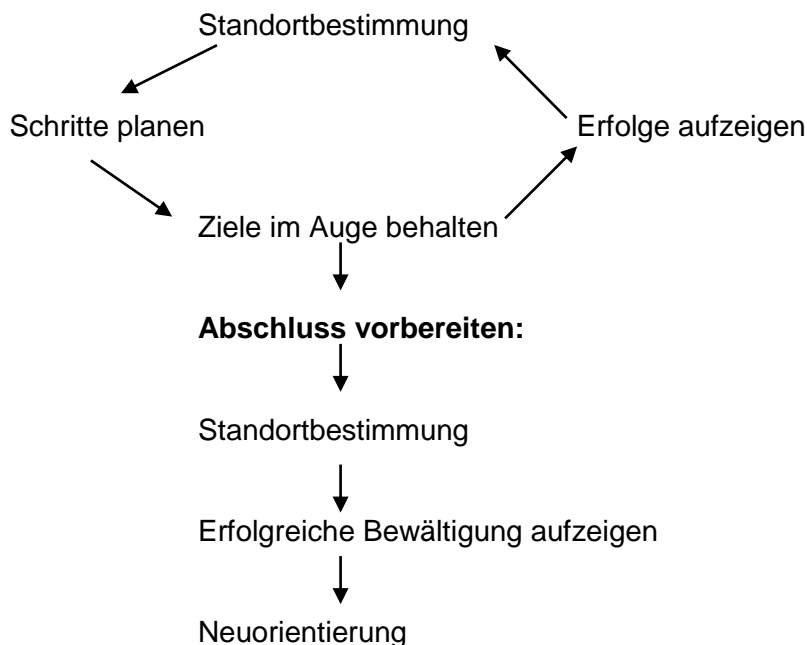 Standortbestimmung
Schritte planen
Erfolge aufzeigen
Ziele im Auge behalten
Abschluss vorbereiten:
Standortbestimmung
Erfolgreiche Bewältigung aufzeigen
Neuorientierung